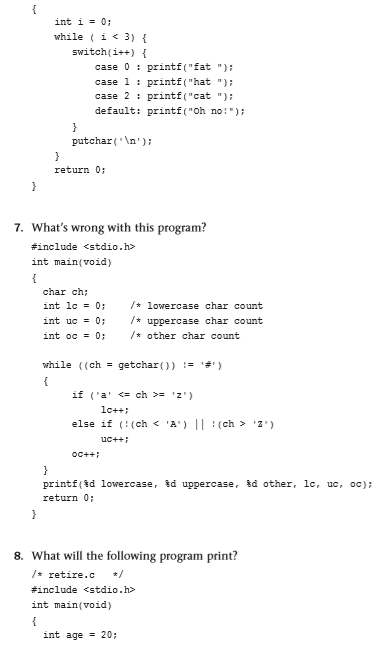 {
int i = 0;
while ( i < 3) {
switch(i++) {
case 0 : printf("fat ");
case 1 : printf("hat ");
case 2 : printf("cat ");
default: printf("Oh no!");
}
putchar('\n');
}
return 0;
}
7. What's wrong with this program?
#include <stdio.h>
int main(void)
{
char ch;
int lc = 0; /* lowercase char count
int uc = 0; /* uppercase char count
int oc = 0; /* other char count
while ((ch = getchar()) != '#')
{
if ('a' <= ch >= 'z')
lc++;
else if (!(ch < 'A') || !(ch > 'Z')
uc++;
oc++;
}
printf(%d lowercase, %d uppercase, %d other, lc, uc, oc);
return 0;
}
8. What will the following program print?
/* retire.c */
#include <stdio.h>
int main(void)
{
int age = 20;